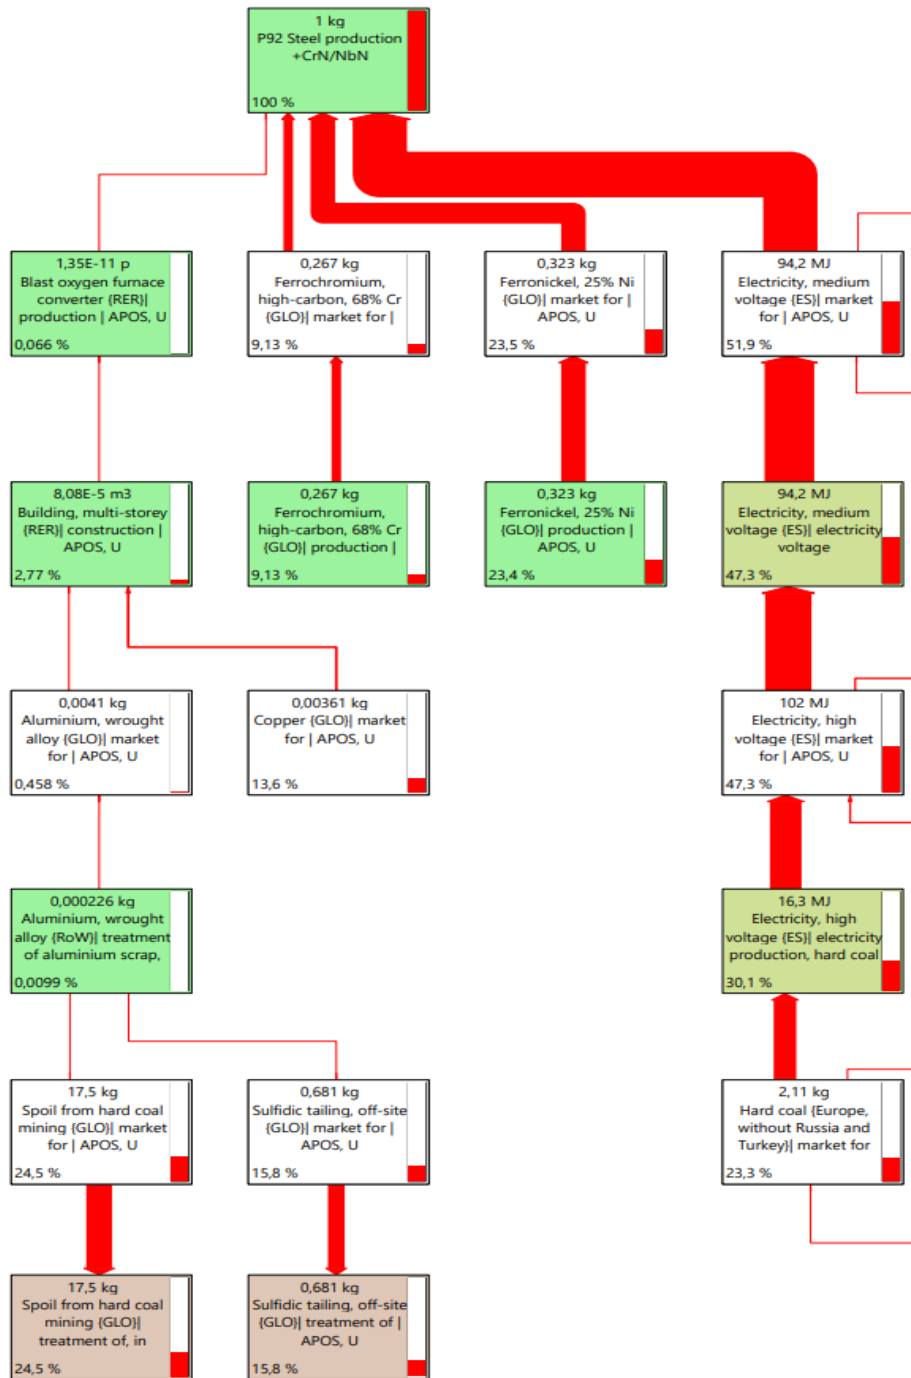 1 kg
P92 Steel production
+CrN/NbN
100 %
1,35E-11 p
Blast oxygen furnace
converter {RER}|
production | APOS, U
0,066 %
0,267 kg
Ferrochromium,
high-carbon, 68% Cr
{GLO}| market for |
9,13 %
0,323 kg
Ferronickel, 25% Ni
{GLO}| market for |
APOS, U
23,5 %
94,2 MJ
Electricity, medium
voltage {ES}| market
for | APOS, U
51,9 %
8,08E-5 m3
Building, multi-storey
{RER}| construction |
APOS, U
2,77 %
0,267 kg
Ferrochromium,
high-carbon, 68% Cr
{GLO}| production |
9,13 %
0,323 kg
Ferronickel, 25% Ni
{GLO}| production |
APOS, U
23,4 %
94,2 MJ
Electricity, medium
voltage {ES}| electricity
voltage
47,3 %
0,0041 kg
Aluminium, wrought
alloy {GLO}| market
for | APOS, U
0,458 %
0,00361 kg
Copper {GLO}| market
for | APOS, U
13,6 %
102 MJ
Electricity, high
voltage {ES}| market
for | APOS, U
47,3 %
0,000226 kg
Aluminium, wrought
alloy {RoW}| treatment
of aluminium scrap,
0,0099 %
16,3 MJ
Electricity, high
voltage {ES}| electricity
production, hard coal
30,1 %
17,5 kg
Spoil from hard coal
mining {GLO}| market
for | APOS, U
24,5 %
0,681 kg
Sulfidic tailing, off-site
{GLO}| market for |
APOS, U
15,8 %
2,11 kg
Hard coal {Europe,
without Russia and
Turkey}| market for
23,3 %
17,5 kg
Spoil from hard coal
mining {GLO}|
treatment of, in
24,5 %
0,681 kg
Sulfidic tailing, off-site
{GLO}| treatment of |
APOS, U
15,8 %